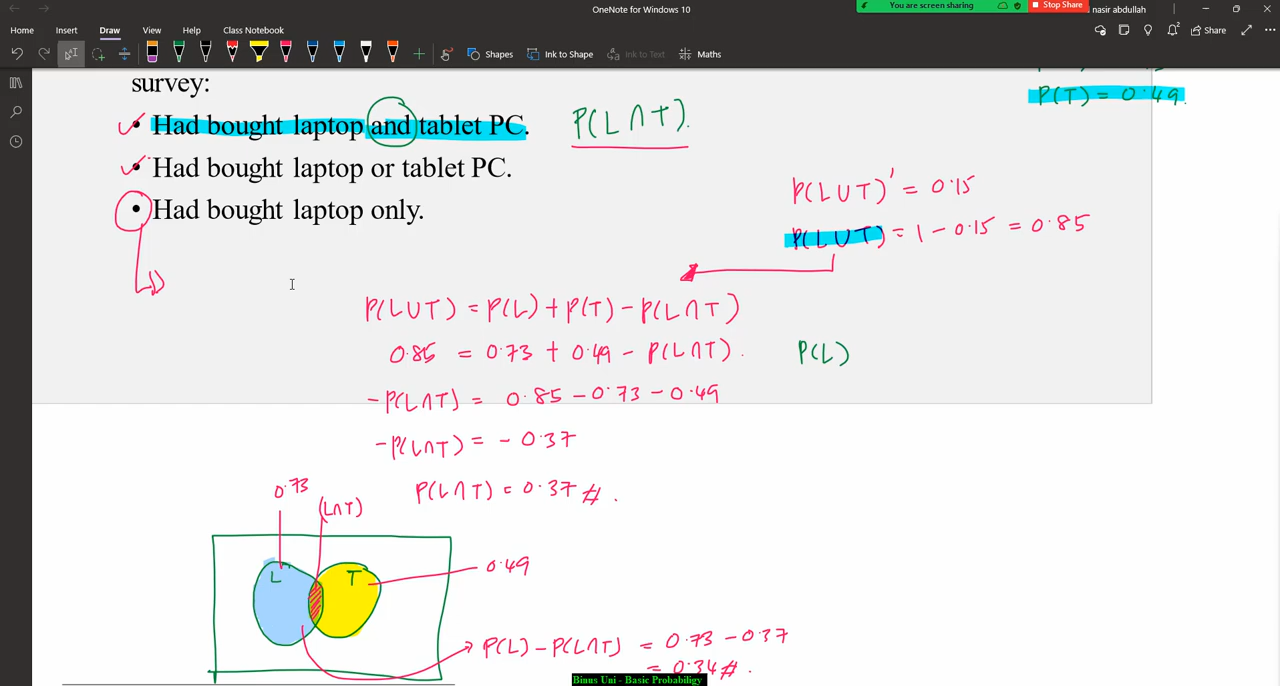 OneNote for Windows 10
You are screen sharing
Stop Share
nasir abdullah
Home Insert Draw View Help Class Notebook
Share
Shapes Ink to Shape Ink to Text Maths
survey:
P(T) = 0.49.
• Had bought laptop and tablet PC.
P(L∩T).
• Had bought laptop or tablet PC.
P(L∪T)' = 0.15
• Had bought laptop only.
P(L∪T) = 1 - 0.15 = 0.85
P(L∪T) = P(L) + P(T) - P(L∩T)
0.85 = 0.73 + 0.49 - P(L∩T).
P(L)
-P(L∩T) = 0.85 - 0.73 - 0.49
-P(L∩T) = - 0.37
P(L∩T) = 0.37 #.
0.73
(L∩T)
L
T
0.49
P(L) - P(L∩T) = 0.73 - 0.37
= 0.34 #.
Binus Uni - Basic Probabiligy